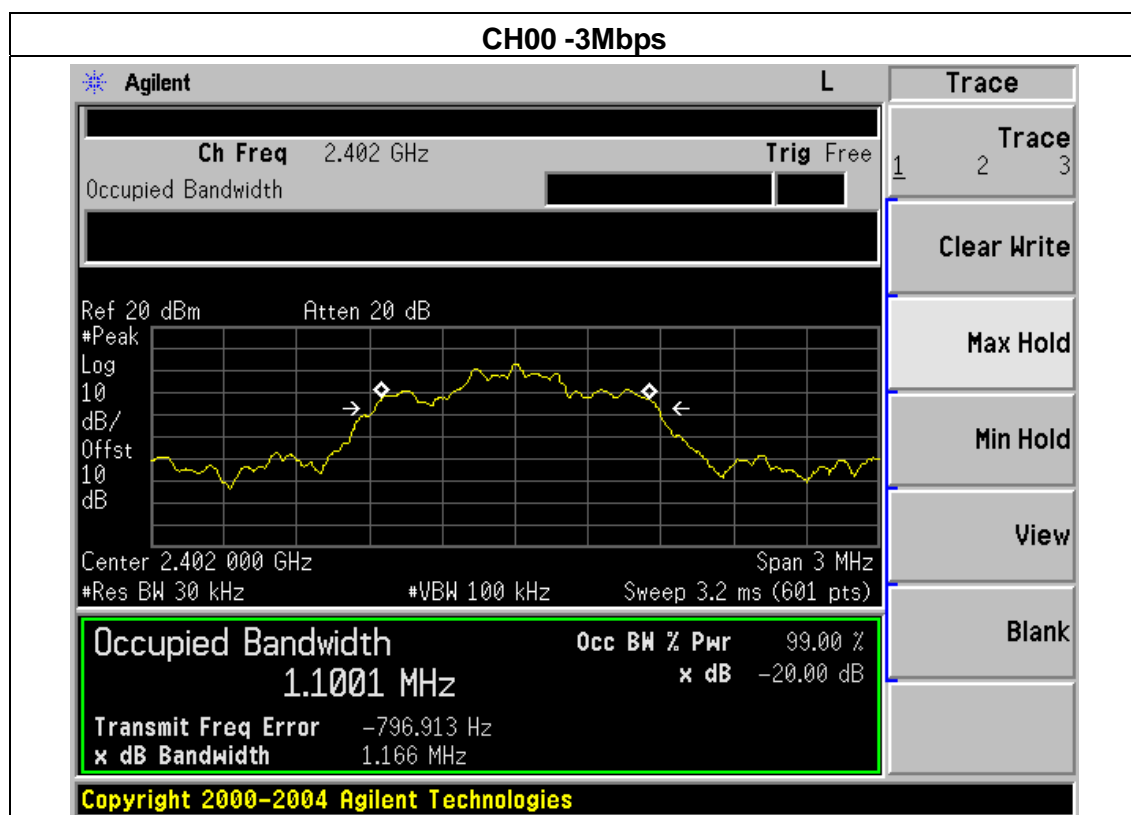 CH00 -3Mbps
Agilent L Trace
Ch Freq 2.402 GHz Trig Free
Occupied Bandwidth
Trace
1 2 3
Clear Write
Max Hold
Min Hold
View
Blank
Ref 20 dBm Atten 20 dB
#Peak
Log
10
dB/
Offst
10
dB
Center 2.402 000 GHz Span 3 MHz
#Res BW 30 kHz #VBW 100 kHz Sweep 3.2 ms (601 pts)
Occupied Bandwidth Occ BW % Pwr 99.00 %
1.1001 MHz x dB -20.00 dB
Transmit Freq Error -796.913 Hz
x dB Bandwidth 1.166 MHz
Copyright 2000-2004 Agilent Technologies